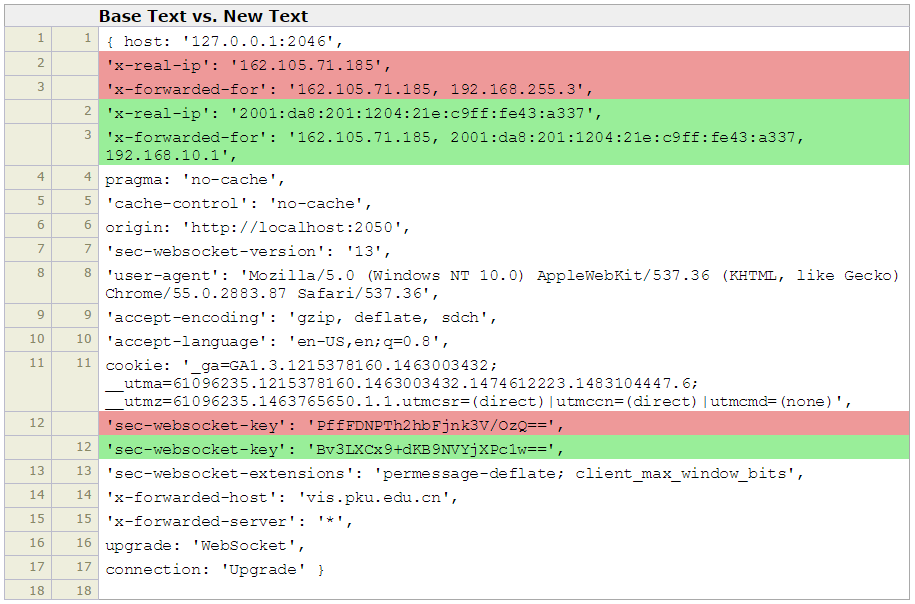 Base Text vs. New Text
1 1 { host: '127.0.0.1:2046',
2 'x-real-ip': '162.105.71.185',
3 'x-forwarded-for': '162.105.71.185, 192.168.255.3',
2 'x-real-ip': '2001:da8:201:1204:21e:c9ff:fe43:a337',
3 'x-forwarded-for': '162.105.71.185, 2001:da8:201:1204:21e:c9ff:fe43:a337,
192.168.10.1',
4 4 pragma: 'no-cache',
5 5 'cache-control': 'no-cache',
6 6 origin: 'http://localhost:2050',
7 7 'sec-websocket-version': '13',
8 8 'user-agent': 'Mozilla/5.0 (Windows NT 10.0) AppleWebKit/537.36 (KHTML, like Gecko)
Chrome/55.0.2883.87 Safari/537.36',
9 9 'accept-encoding': 'gzip, deflate, sdch',
10 10 'accept-language': 'en-US,en;q=0.8',
11 11 cookie: '_ga=GA1.3.1215378160.1463003432;
__utma=61096235.1215378160.1463003432.1474612223.1483104447.6;
__utmz=61096235.1463765650.1.1.utmcsr=(direct)|utmccn=(direct)|utmcmd=(none)',
12 'sec-websocket-key': 'PffFDNPTh2hbFjnk3V/OzQ==',
12 'sec-websocket-key': 'Bv3LXCx9+dKB9NVYjXPc1w==',
13 13 'sec-websocket-extensions': 'permessage-deflate; client_max_window_bits',
14 14 'x-forwarded-host': 'vis.pku.edu.cn',
15 15 'x-forwarded-server': '*',
16 16 upgrade: 'WebSocket',
17 17 connection: 'Upgrade' }
18 18